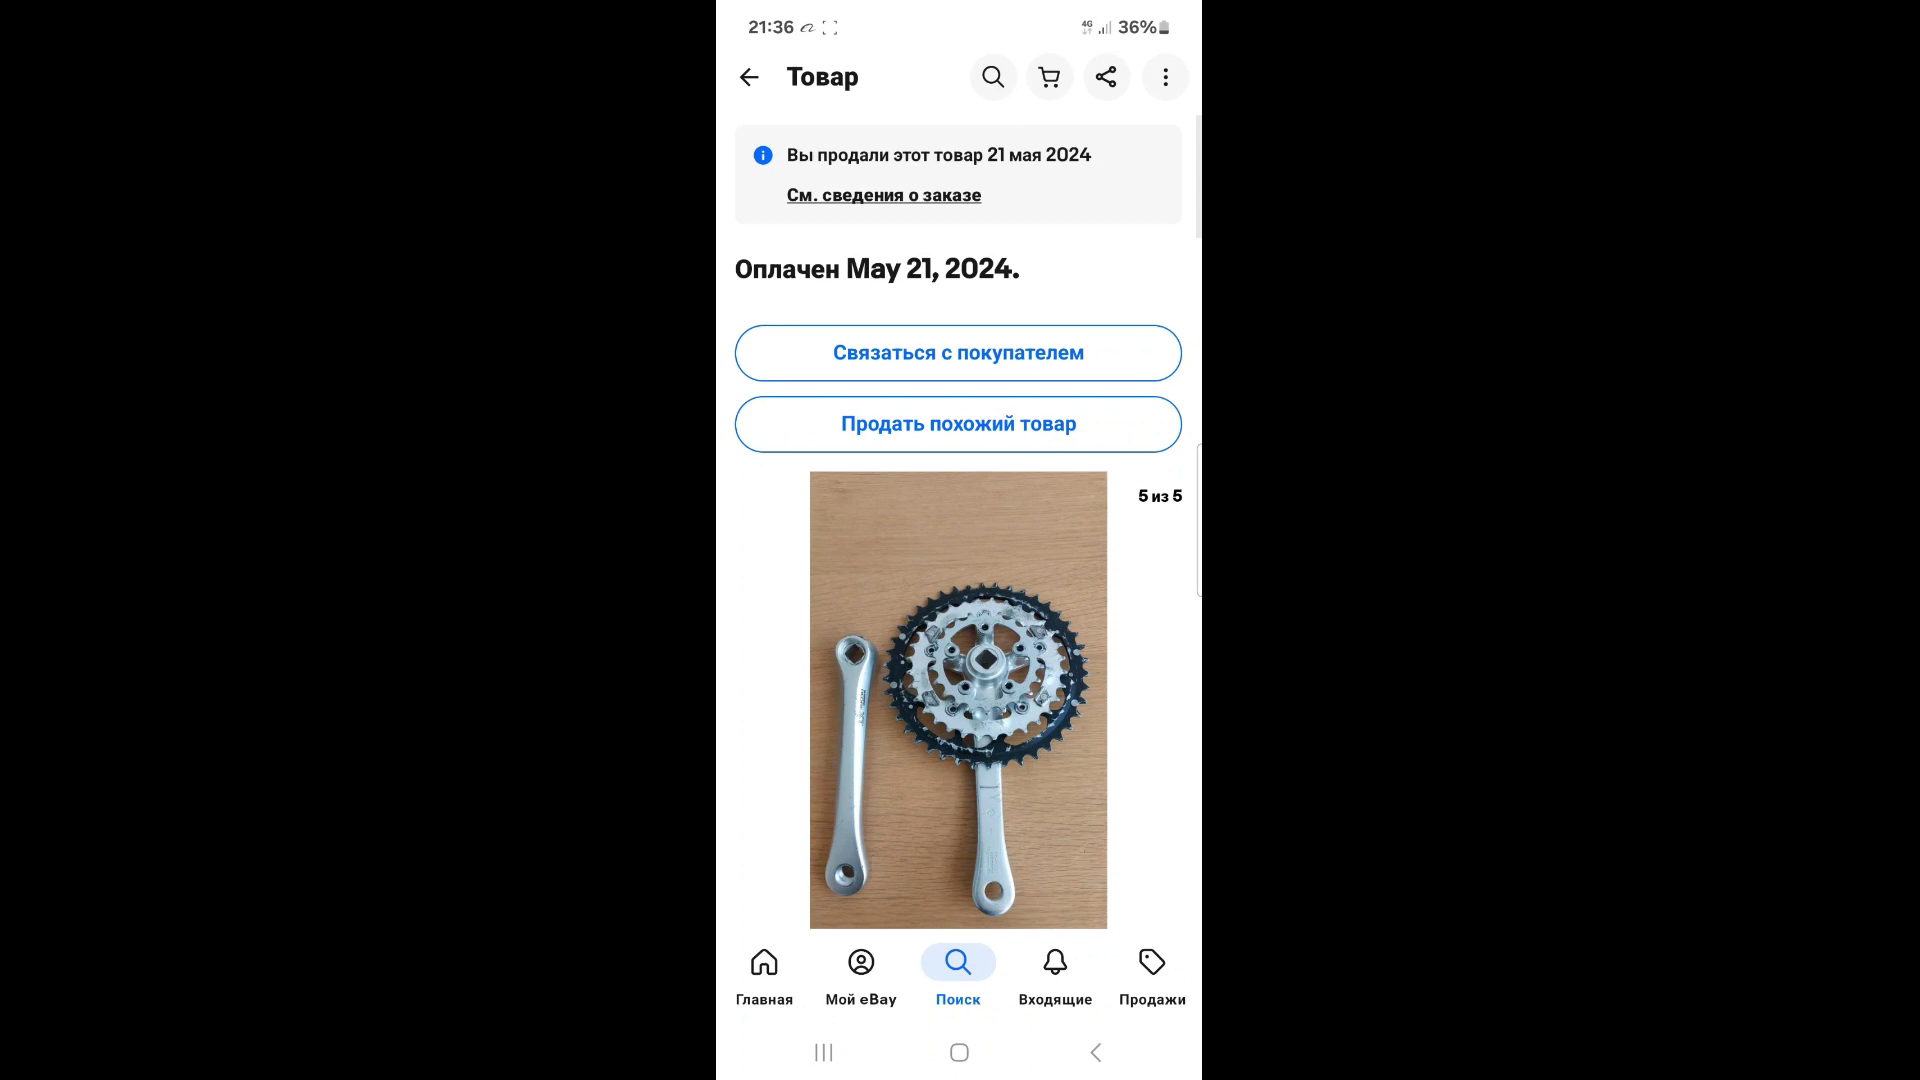 21:36
4G
36%
Товар
Вы продали этот товар 21 мая 2024
См. сведения о заказе
Оплачен May 21, 2024.
Связаться с покупателем
Продать похожий товар
5 из 5
Главная
Мой eBay
Поиск
Входящие
Продажи